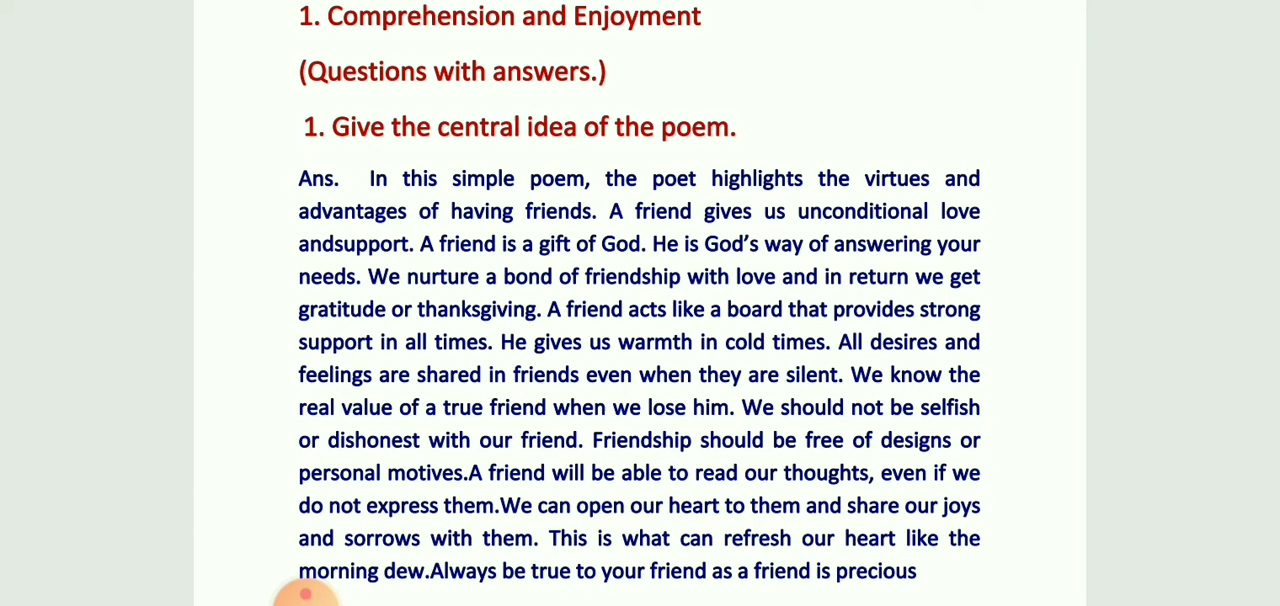 1. Comprehension and Enjoyment
(Questions with answers.)
1. Give the central idea of the poem.
Ans. In this simple poem, the poet highlights the virtues and
advantages of having friends. A friend gives us unconditional love
andsupport. A friend is a gift of God. He is God’s way of answering your
needs. We nurture a bond of friendship with love and in return we get
gratitude or thanksgiving. A friend acts like a board that provides strong
support in all times. He gives us warmth in cold times. All desires and
feelings are shared in friends even when they are silent. We know the
real value of a true friend when we lose him. We should not be selfish
or dishonest with our friend. Friendship should be free of designs or
personal motives.A friend will be able to read our thoughts, even if we
do not express them.We can open our heart to them and share our joys
and sorrows with them. This is what can refresh our heart like the
morning dew.Always be true to your friend as a friend is precious